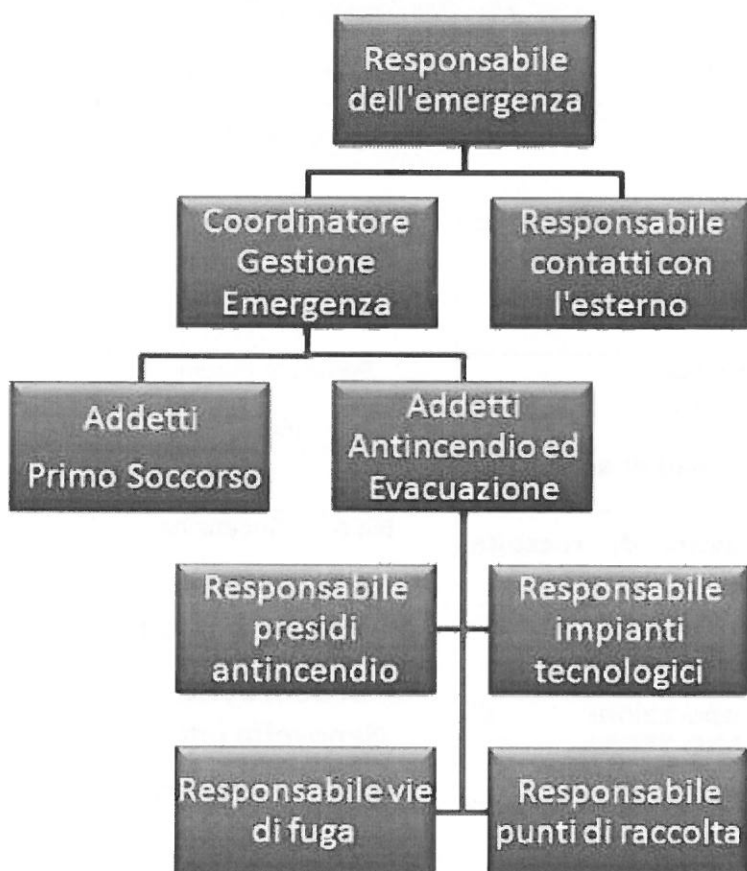 Responsabile
dell'emergenza
Coordinatore
Gestione
Emergenza
Responsabile
contatti con
l'esterno
Addetti
Primo Soccorso
Addetti
Antincendio ed
Evacuazione
Responsabile
presidi
antincendio
Responsabile
impianti
tecnologici
Responsabile vie
di fuga
Responsabile
punti di raccolta